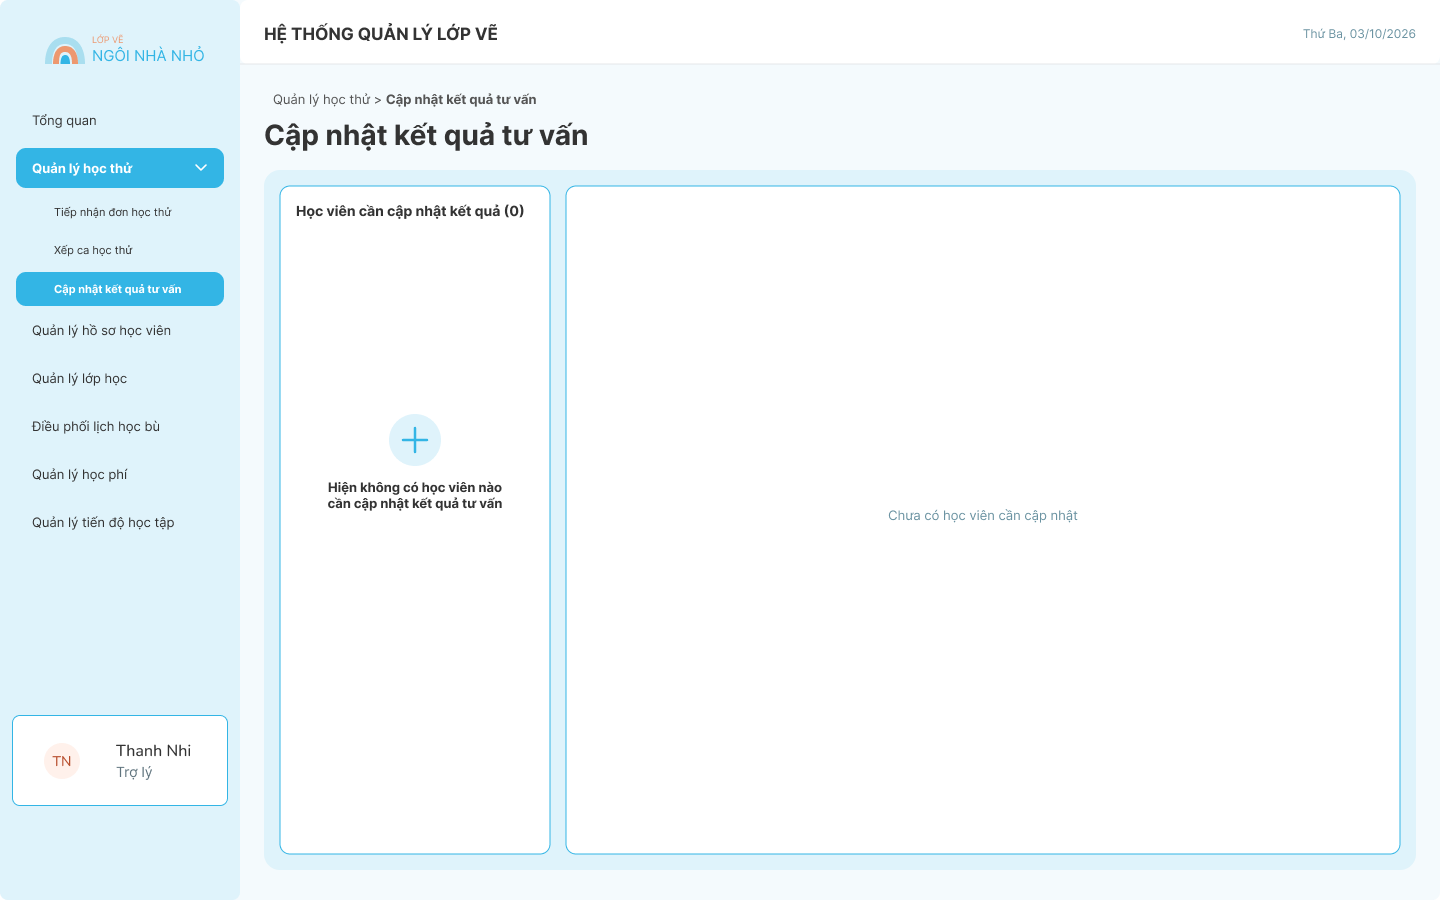 LỚP VẼ
NGÔI NHÀ NHỎ
Tổng quan
Quản lý học thử
Tiếp nhận đơn học thử
Xếp ca học thử
Cập nhật kết quả tư vấn
Quản lý hồ sơ học viên
Quản lý lớp học
Điều phối lịch học bù
Quản lý học phí
Quản lý tiến độ học tập
TN
Thanh Nhi
Trợ lý
HỆ THỐNG QUẢN LÝ LỚP VẼ
Thứ Ba, 03/10/2026
Quản lý học thử > Cập nhật kết quả tư vấn
Cập nhật kết quả tư vấn
Học viên cần cập nhật kết quả (0)
Hiện không có học viên nào
cần cập nhật kết quả tư vấn
Chưa có học viên cần cập nhật